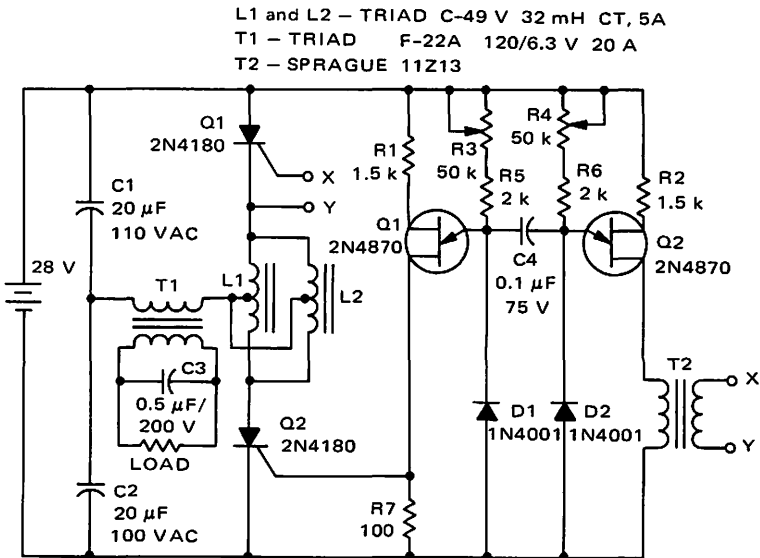 L1 and L2 – TRIAD C-49 V 32 mH CT, 5A
T1 – TRIAD F-22A 120/6.3 V 20 A
T2 – SPRAGUE 11Z13
Q1
2N4180
X
Y
C1
20 μF
110 VAC
28 V
T1
L1
L2
C3
0.5 μF/
200 V
LOAD
C2
20 μF
100 VAC
Q2
2N4180
R1
1.5 k
R3
50 k
R5
2 k
R4
50 k
R6
2 k
R2
1.5 k
Q1
2N4870
C4
0.1 μF
75 V
Q2
2N4870
D1
1N4001
D2
1N4001
T2
X
Y
R7
100